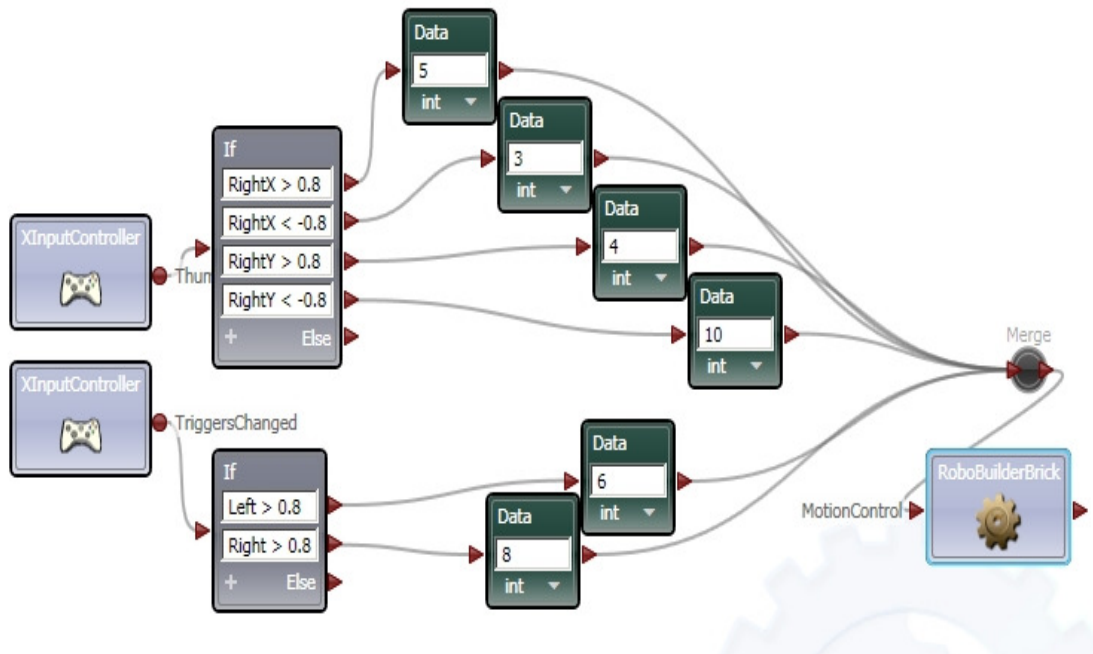 Data
5
int
Data
3
int
Data
4
int
Data
10
int
If
RightX > 0.8
RightX < -0.8
RightY > 0.8
RightY < -0.8
+ Else
XInputController
Merge
XInputController
TriggersChanged
If
Left > 0.8
Right > 0.8
+ Else
Data
6
int
Data
8
int
RoboBuilderBrick
MotionControl